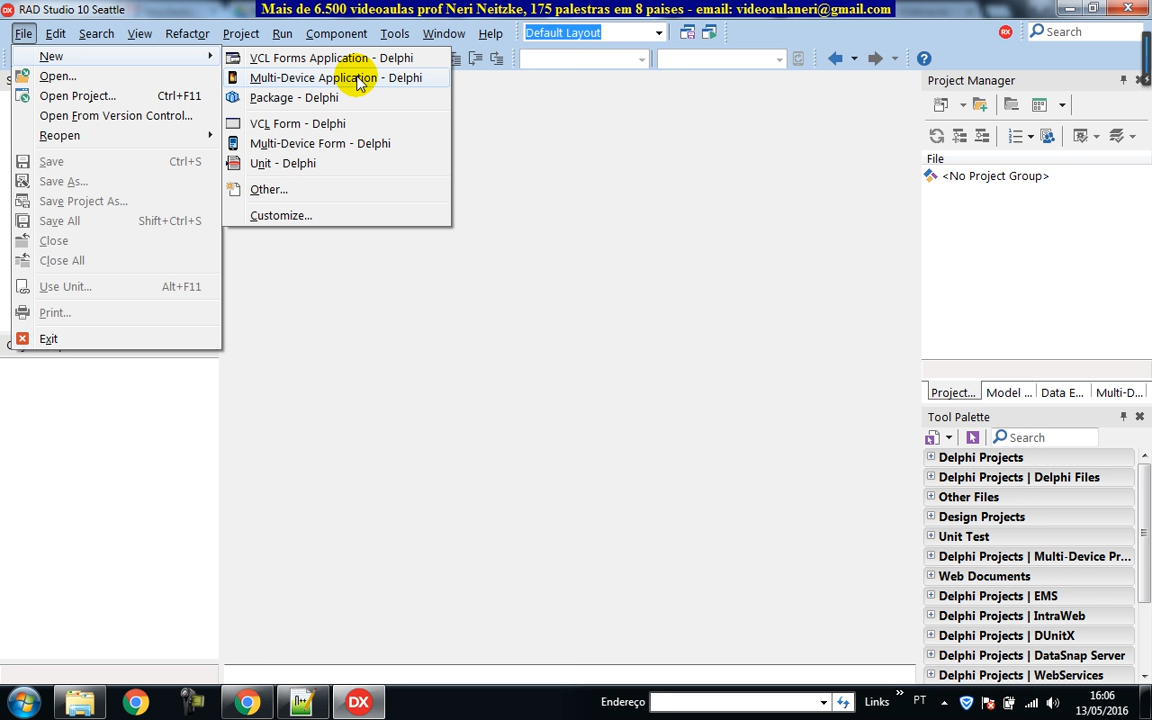 RAD Studio 10 Seattle
Mais de 6.500 videoaulas prof Neri Neitzke, 175 palestras em 8 paises - email: videoaulaneri@gmail.com
File Edit Search View Refactor Project Run Component Tools Window Help Default Layout Search
New
Open...
Open Project... Ctrl+F11
Open From Version Control...
Reopen
Save Ctrl+S
Save As...
Save Project As...
Save All Shift+Ctrl+S
Close
Close All
Use Unit... Alt+F11
Print...
Exit
VCL Forms Application - Delphi
Multi-Device Application - Delphi
Package - Delphi
VCL Form - Delphi
Multi-Device Form - Delphi
Unit - Delphi
Other...
Customize...
Project Manager
File
<No Project Group>
Project... Model ... Data E... Multi-D...
Tool Palette
Search
Delphi Projects
Delphi Projects | Delphi Files
Other Files
Design Projects
Unit Test
Delphi Projects | Multi-Device Pr...
Web Documents
Delphi Projects | EMS
Delphi Projects | IntraWeb
Delphi Projects | DUnitX
Delphi Projects | DataSnap Server
Delphi Projects | WebServices
DX
Endereço
Links
»
PT
16:06
13/05/2016